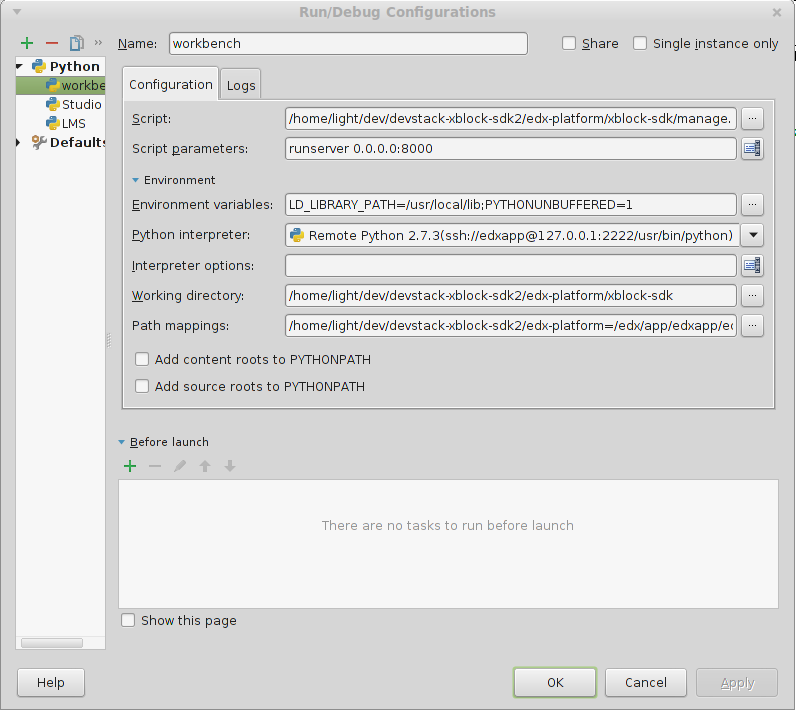 Run/Debug Configurations
Name: workbench Share Single instance only
Python
workbe
Studio
LMS
Defaults
Configuration Logs
Script: /home/light/dev/devstack-xblock-sdk2/edx-platform/xblock-sdk/manage. ...
Script parameters: runserver 0.0.0.0:8000
Environment
Environment variables: LD_LIBRARY_PATH=/usr/local/lib;PYTHONUNBUFFERED=1 ...
Python interpreter: Remote Python 2.7.3(ssh://edxapp@127.0.0.1:2222/usr/bin/python)
Interpreter options:
Working directory: /home/light/dev/devstack-xblock-sdk2/edx-platform/xblock-sdk ...
Path mappings: /home/light/dev/devstack-xblock-sdk2/edx-platform=/edx/app/edxapp/ed ...
Add content roots to PYTHONPATH
Add source roots to PYTHONPATH
Before launch
There are no tasks to run before launch
Show this page
Help OK Cancel Apply